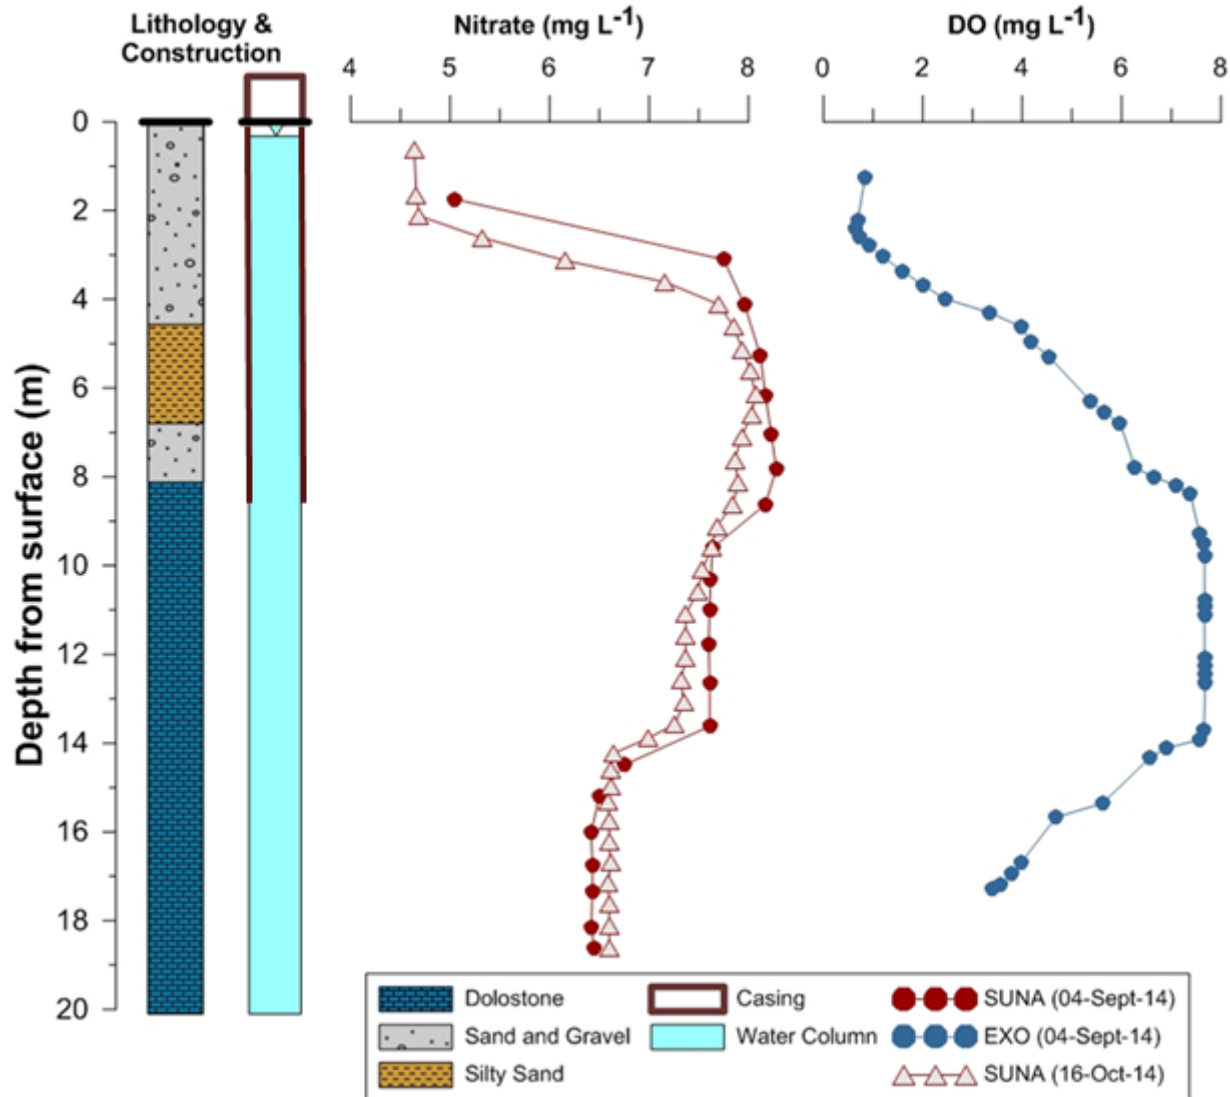 Lithology &
Construction
Nitrate (mg L-1)
DO (mg L-1)
4 5 6 7 8
0 2 4 6 8
Depth from surface (m)
0
2
4
6
8
10
12
14
16
18
20
Dolostone
Sand and Gravel
Silty Sand
Casing
Water Column
SUNA (04-Sept-14)
EXO (04-Sept-14)
SUNA (16-Oct-14)